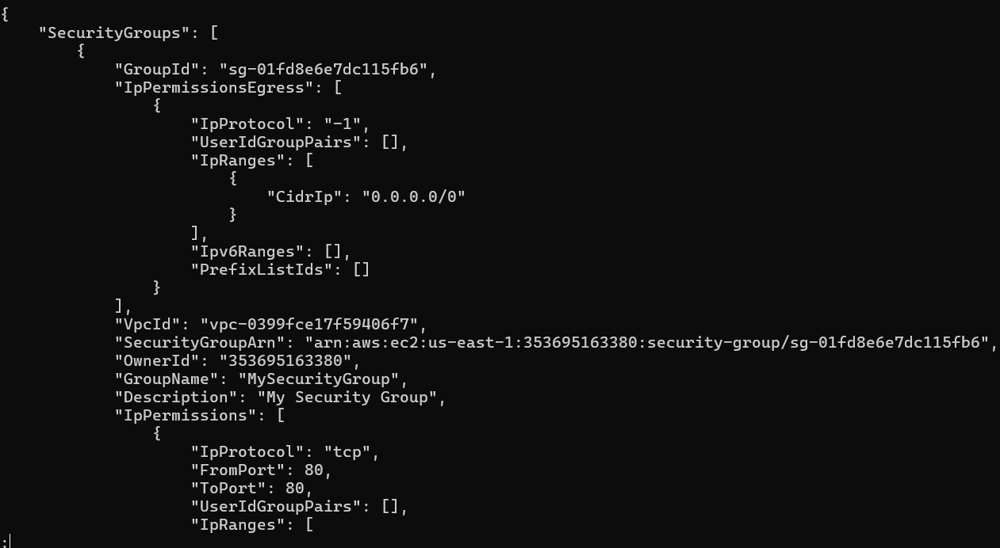 {
    "SecurityGroups": [
        {
            "GroupId": "sg-01fd8e6e7dc115fb6",
            "IpPermissionsEgress": [
                {
                    "IpProtocol": "-1",
                    "UserIdGroupPairs": [],
                    "IpRanges": [
                        {
                            "CidrIp": "0.0.0.0/0"
                        }
                    ],
                    "Ipv6Ranges": [],
                    "PrefixListIds": []
                }
            ],
            "VpcId": "vpc-0399fce17f59406f7",
            "SecurityGroupArn": "arn:aws:ec2:us-east-1:353695163380:security-group/sg-01fd8e6e7dc115fb6",
            "OwnerId": "353695163380",
            "GroupName": "MySecurityGroup",
            "Description": "My Security Group",
            "IpPermissions": [
                {
                    "IpProtocol": "tcp",
                    "FromPort": 80,
                    "ToPort": 80,
                    "UserIdGroupPairs": [],
                    "IpRanges": [
: